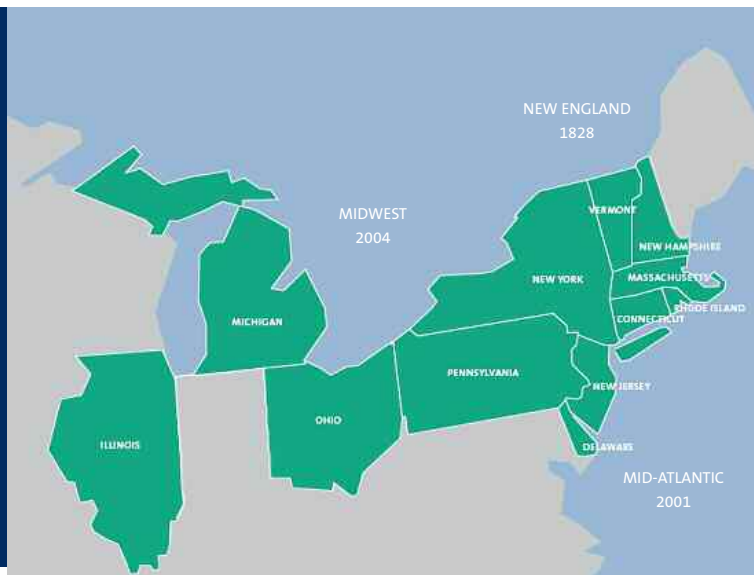 NEW ENGLAND
1828
MIDWEST
2004
VERMONT
NEW HAMPSHIRE
NEW YORK
MASSACHUSETTS
RHODE ISLAND
CONNECTICUT
MICHIGAN
PENNSYLVANIA
NEW JERSEY
OHIO
ILLINOIS
DELAWARE
MID-ATLANTIC
2001